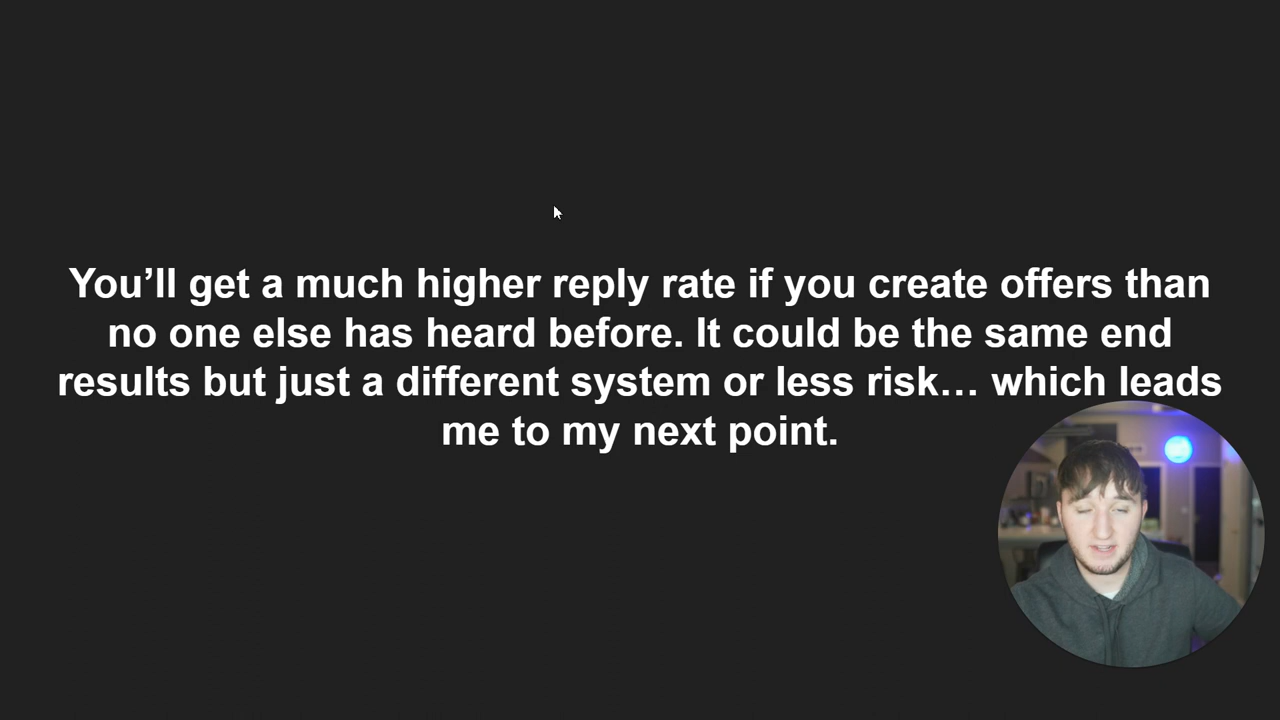 You’ll get a much higher reply rate if you create offers than
no one else has heard before. It could be the same end
results but just a different system or less risk… which leads
me to my next point.